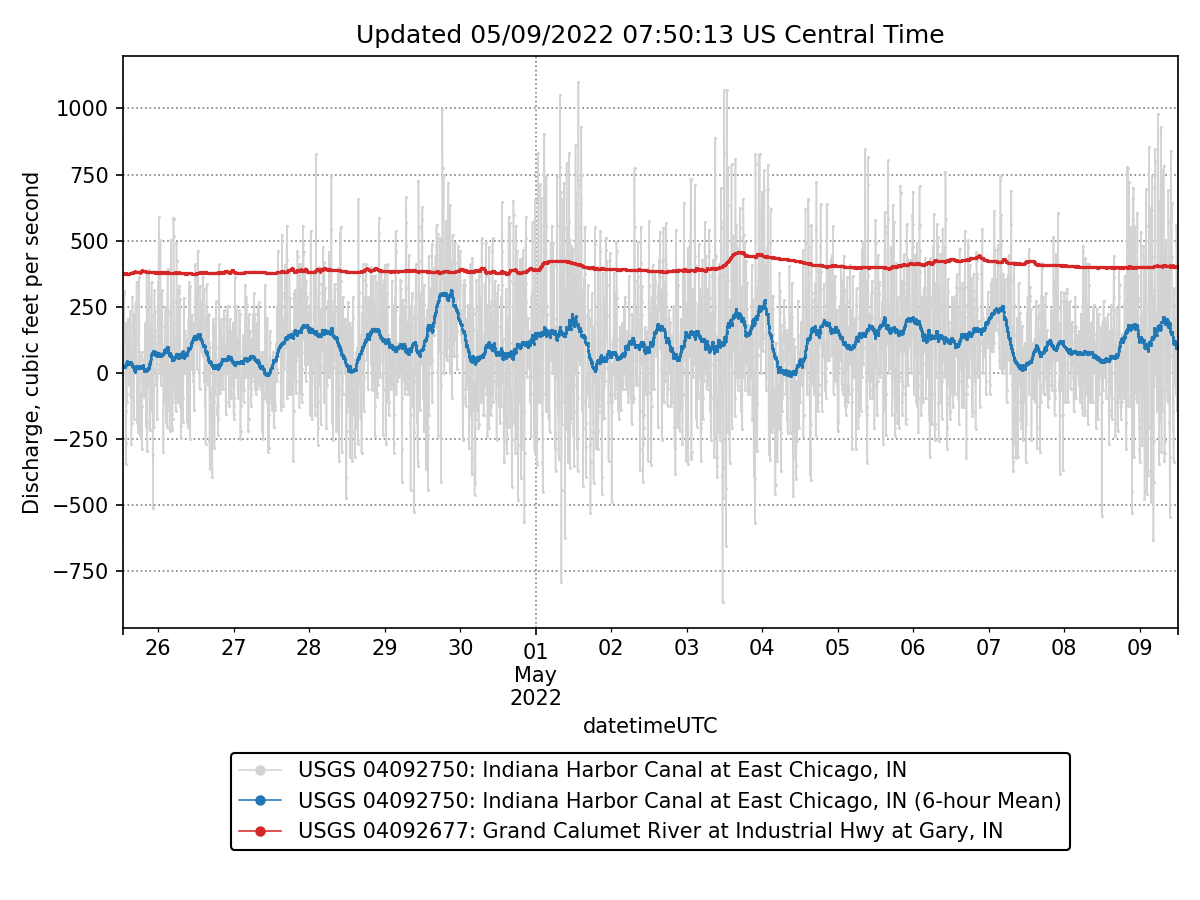 Updated 05/09/2022 07:50:13 US Central Time
Discharge, cubic feet per second
1000
750
500
250
0
−250
−500
−750
26 27 28 29 30 01 02 03 04 05 06 07 08 09
May
2022
datetimeUTC
USGS 04092750: Indiana Harbor Canal at East Chicago, IN
USGS 04092750: Indiana Harbor Canal at East Chicago, IN (6-hour Mean)
USGS 04092677: Grand Calumet River at Industrial Hwy at Gary, IN